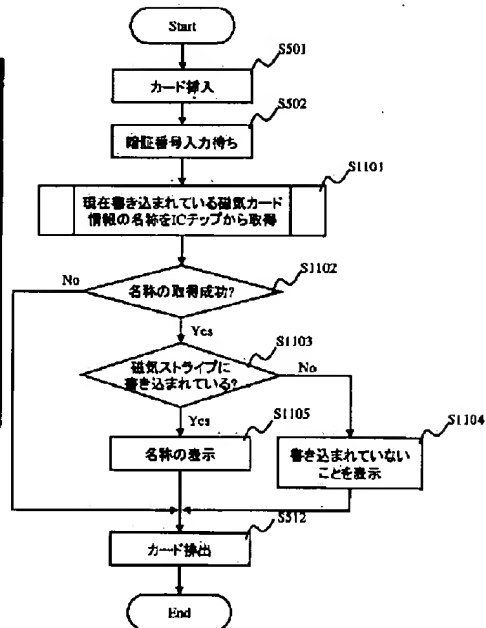 Start
S501
カード挿入
S502
暗証番号入力待ち
S1101
現在書き込まれている磁気カード
情報の名称をICチップから取得
S1102
No
名称の取得成功?
Yes
S1103
磁気ストライプに
書き込まれている?
No
Yes
S1105
S1104
名称の表示
書き込まれていない
ことを表示
S512
カード排出
End